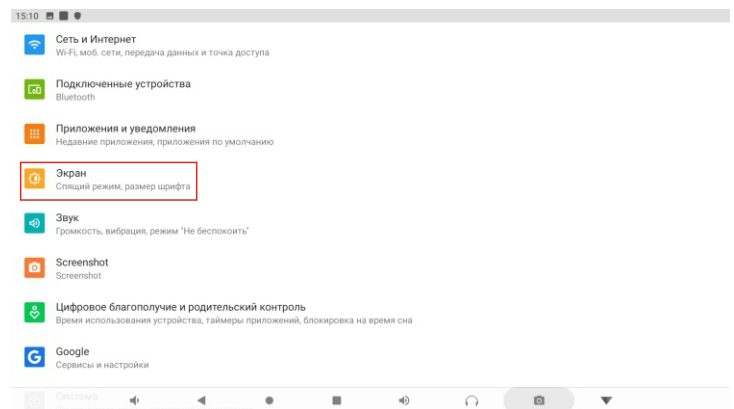 15:10
Сеть и Интернет
Wi-Fi, моб. сети, передача данных и точка доступа
Подключенные устройства
Bluetooth
Приложения и уведомления
Недавние приложения, приложения по умолчанию
Экран
Спящий режим, размер шрифта
Звук
Громкость, вибрация, режим "Не беспокоить"
Screenshot
Screenshot
Цифровое благополучие и родительский контроль
Время использования устройства, таймеры приложений, блокировка на время сна
Google
Сервисы и настройки
Система